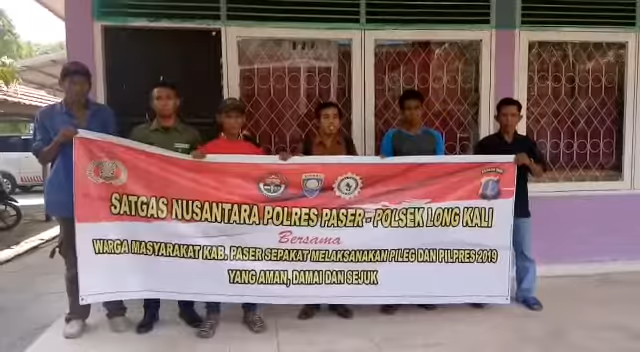 SATGAS NUSANTARA POLRES PASER - POLSEK LONG KALI
Bersama
WARGA MASYARAKAT KAB. PASER SEPAKAT MELAKSANAKAN PILEG DAN PILPRES 2019
YANG AMAN, DAMAI DAN SEJUK